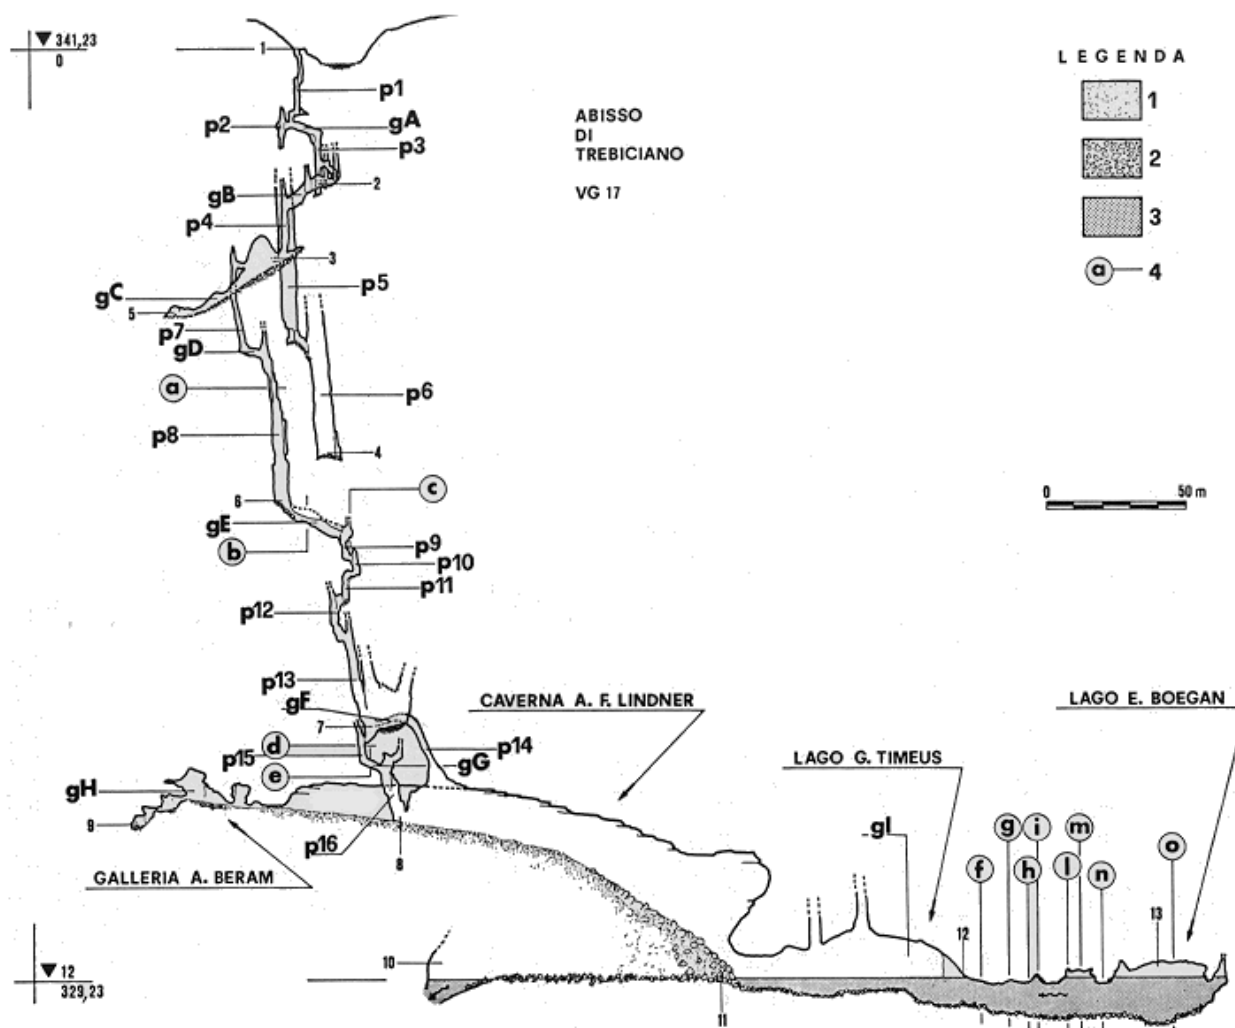 341,23
0
1
p1
gA
p2
p3
2
gB
p4
3
p5
gC
5
p7
gD
a
p6
p8
4
c
6
gE
b
p9
p10
p11
p12
p13
gF
7
d
p15
p14
gG
e
gH
9
p16
8
GALLERIA A. BERAM
CAVERNA A. F. LINDNER
LAGO G. TIMEUS
LAGO E. BOEGAN
gI
g
i
m
o
f
h
l
n
12
13
10
11
12
329,23
ABISSO
DI
TREBICIANO
VG 17
LEGENDA
1
2
3
a 4
0 50 m